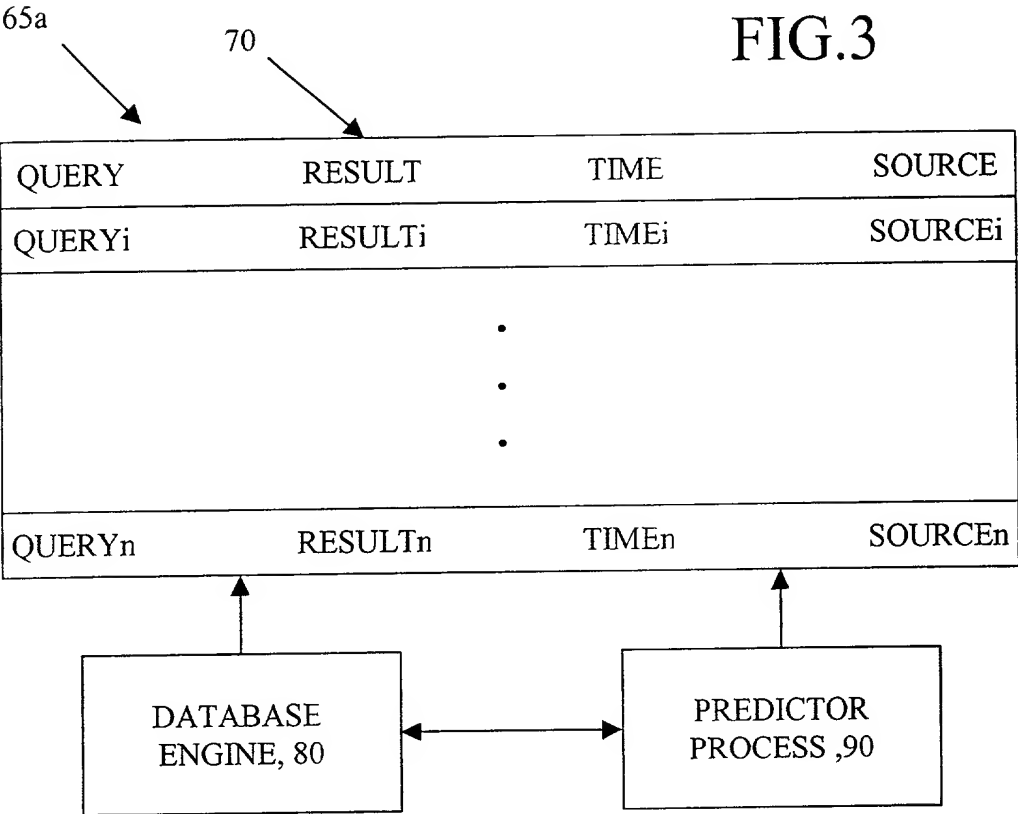 65a
70
FIG.3
QUERY RESULT TIME SOURCE
QUERYi RESULTi TIMEi SOURCEi
QUERYn RESULTn TIMEn SOURCEn
DATABASE
ENGINE, 80
PREDICTOR
PROCESS ,90